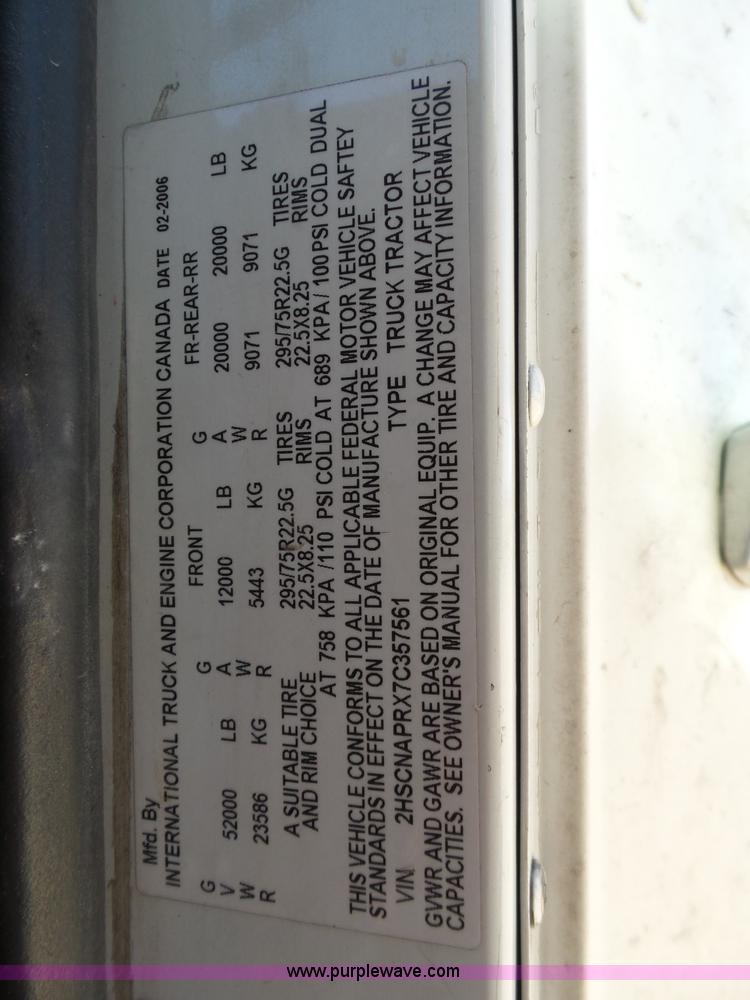 Mfd. By
INTERNATIONAL TRUCK AND ENGINE CORPORATION CANADA DATE 02-2006
G FRONT G FR-REAR-RR
V 52000 LB A 12000 LB A 20000 20000 LB
W W W
R 23586 KG R 5443 KG R 9071 9071 KG
A SUITABLE TIRE 295/75R22.5G TIRES 295/75R22.5G TIRES
AND RIM CHOICE 22.5X8.25 RIMS 22.5X8.25 RIMS
AT 758 KPA /110 PSI COLD AT 689 KPA/ 100 PSI COLD DUAL
THIS VEHICLE CONFORMS TO ALL APPLICABLE FEDERAL MOTOR VEHICLE SAFTEY
STANDARDS IN EFFECT ON THE DATE OF MANUFACTURE SHOWN ABOVE.
VIN 2HSCNAPRX7C357561 TYPE TRUCK TRACTOR
GVWR AND GAWR ARE BASED ON ORIGINAL EQUIP. A CHANGE MAY AFFECT VEHICLE
CAPACITIES. SEE OWNER'S MANUAL FOR OTHER TIRE AND CAPACITY INFORMATION.
www.purplewave.com